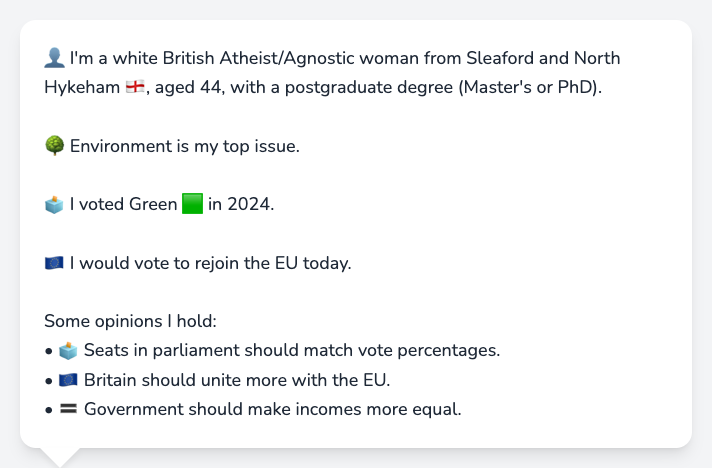 👤 I'm a white British Atheist/Agnostic woman from Sleaford and North
Hykeham 🏴󠁧󠁢󠁥󠁮󠁧󠁿, aged 44, with a postgraduate degree (Master's or PhD).
🌳 Environment is my top issue.
🗳️ I voted Green 🟩 in 2024.
🇪🇺 I would vote to rejoin the EU today.
Some opinions I hold:
• 🗳️ Seats in parliament should match vote percentages.
• 🇪🇺 Britain should unite more with the EU.
• 🟰 Government should make incomes more equal.